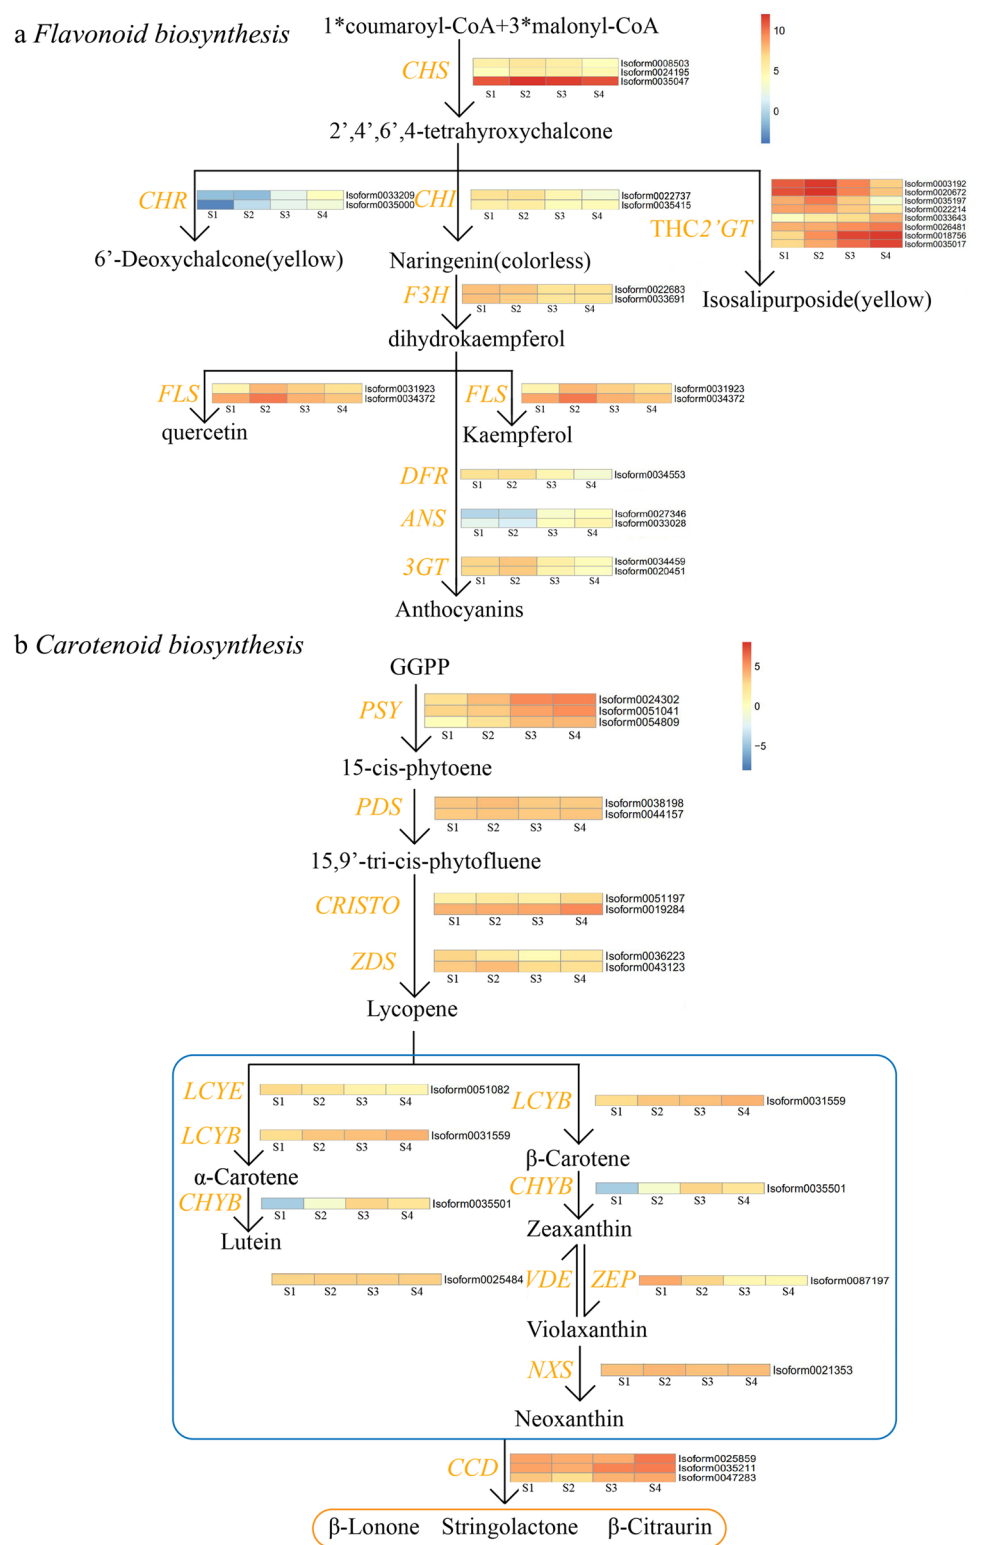 a Flavonoid biosynthesis
1*coumaroyl-CoA+3*malonyl-CoA
10
5
0
CHS
Isoform0008503
Isoform0024195
Isoform0035047
S1 S2 S3 S4
2’,4’,6’,4-tetrahyroxychalcone
CHR
Isoform0033209
Isoform0035000
S1 S2 S3 S4
CHI
Isoform0022737
Isoform0035415
S1 S2 S3 S4
THC2’GT
Isoform0003192
Isoform0020672
Isoform0035197
Isoform0022214
Isoform0033643
Isoform0026481
Isoform0018756
Isoform0035017
S1 S2 S3 S4
6’-Deoxychalcone(yellow)
Naringenin(colorless)
Isosalipurposide(yellow)
F3H
Isoform0022683
Isoform0033691
S1 S2 S3 S4
dihydrokaempferol
FLS
Isoform0031923
Isoform0034372
S1 S2 S3 S4
FLS
Isoform0031923
Isoform0034372
S1 S2 S3 S4
quercetin
Kaempferol
DFR
Isoform0034553
S1 S2 S3 S4
ANS
Isoform0027346
Isoform0033028
S1 S2 S3 S4
3GT
Isoform0034459
Isoform0020451
S1 S2 S3 S4
Anthocyanins
b Carotenoid biosynthesis
GGPP
5
0
−5
PSY
Isoform0024302
Isoform0051041
Isoform0054809
S1 S2 S3 S4
15-cis-phytoene
PDS
Isoform0038198
Isoform0044157
S1 S2 S3 S4
15,9’-tri-cis-phytofluene
CRISTO
Isoform0051197
Isoform0019284
S1 S2 S3 S4
ZDS
Isoform0036223
Isoform0043123
S1 S2 S3 S4
Lycopene
LCYE
Isoform0051082
S1 S2 S3 S4
LCYB
Isoform0031559
S1 S2 S3 S4
LCYB
Isoform0031559
S1 S2 S3 S4
α-Carotene
β-Carotene
CHYB
Isoform0035501
S1 S2 S3 S4
CHYB
Isoform0035501
S1 S2 S3 S4
Lutein
Zeaxanthin
Isoform0025484
S1 S2 S3 S4
VDE
ZEP
Isoform0087197
S1 S2 S3 S4
Violaxanthin
NXS
Isoform0021353
S1 S2 S3 S4
Neoxanthin
CCD
Isoform0025859
Isoform0035211
Isoform0047283
S1 S2 S3 S4
β-Lonone Stringolactone β-Citraurin